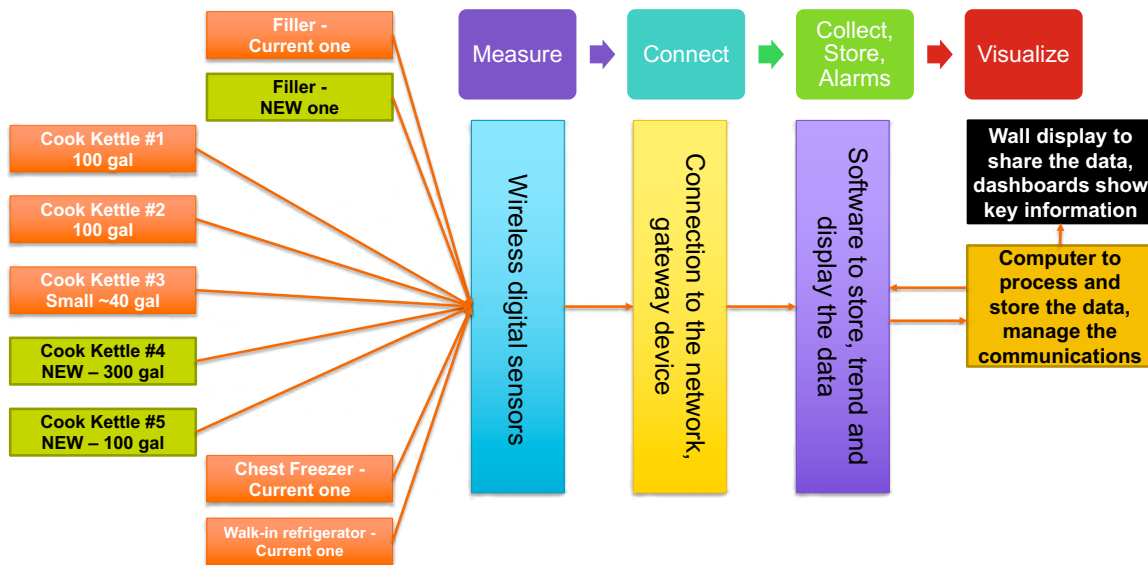 Filler -
Current one
Filler -
NEW one
Cook Kettle #1
100 gal
Cook Kettle #2
100 gal
Cook Kettle #3
Small ~40 gal
Cook Kettle #4
NEW – 300 gal
Cook Kettle #5
NEW – 100 gal
Chest Freezer -
Current one
Walk-in refrigerator -
Current one
Measure
Connect
Collect,
Store,
Alarms
Visualize
Wireless digital sensors
Connection to the network,
gateway device
Software to store, trend and
display the data
Wall display to
share the data,
dashboards show
key information
Computer to
process and
store the data,
manage the
communications